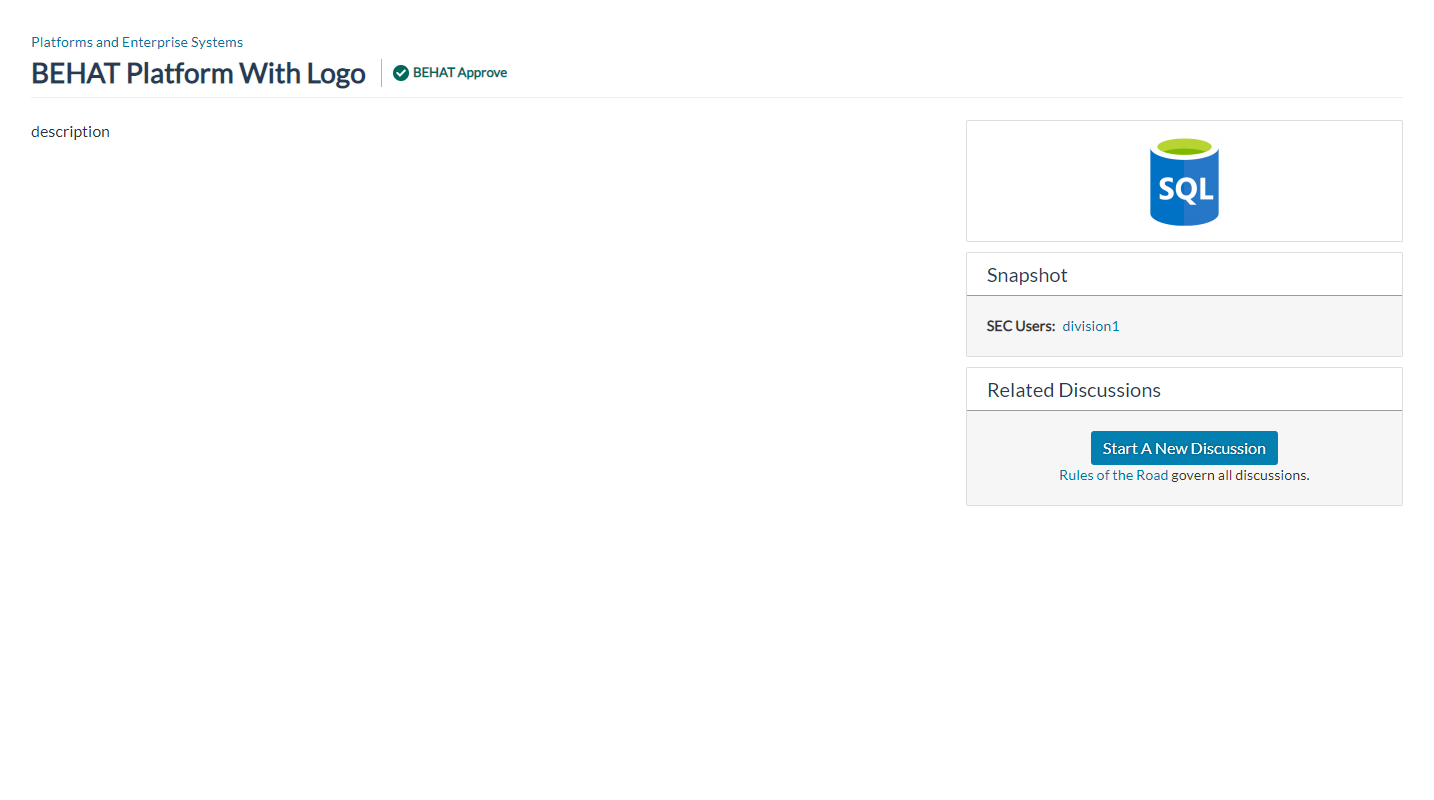 Platforms and Enterprise Systems
BEHAT Platform With Logo
BEHAT Approve
description
SQL
Snapshot
SEC Users: division1
Related Discussions
Start A New Discussion
Rules of the Road govern all discussions.